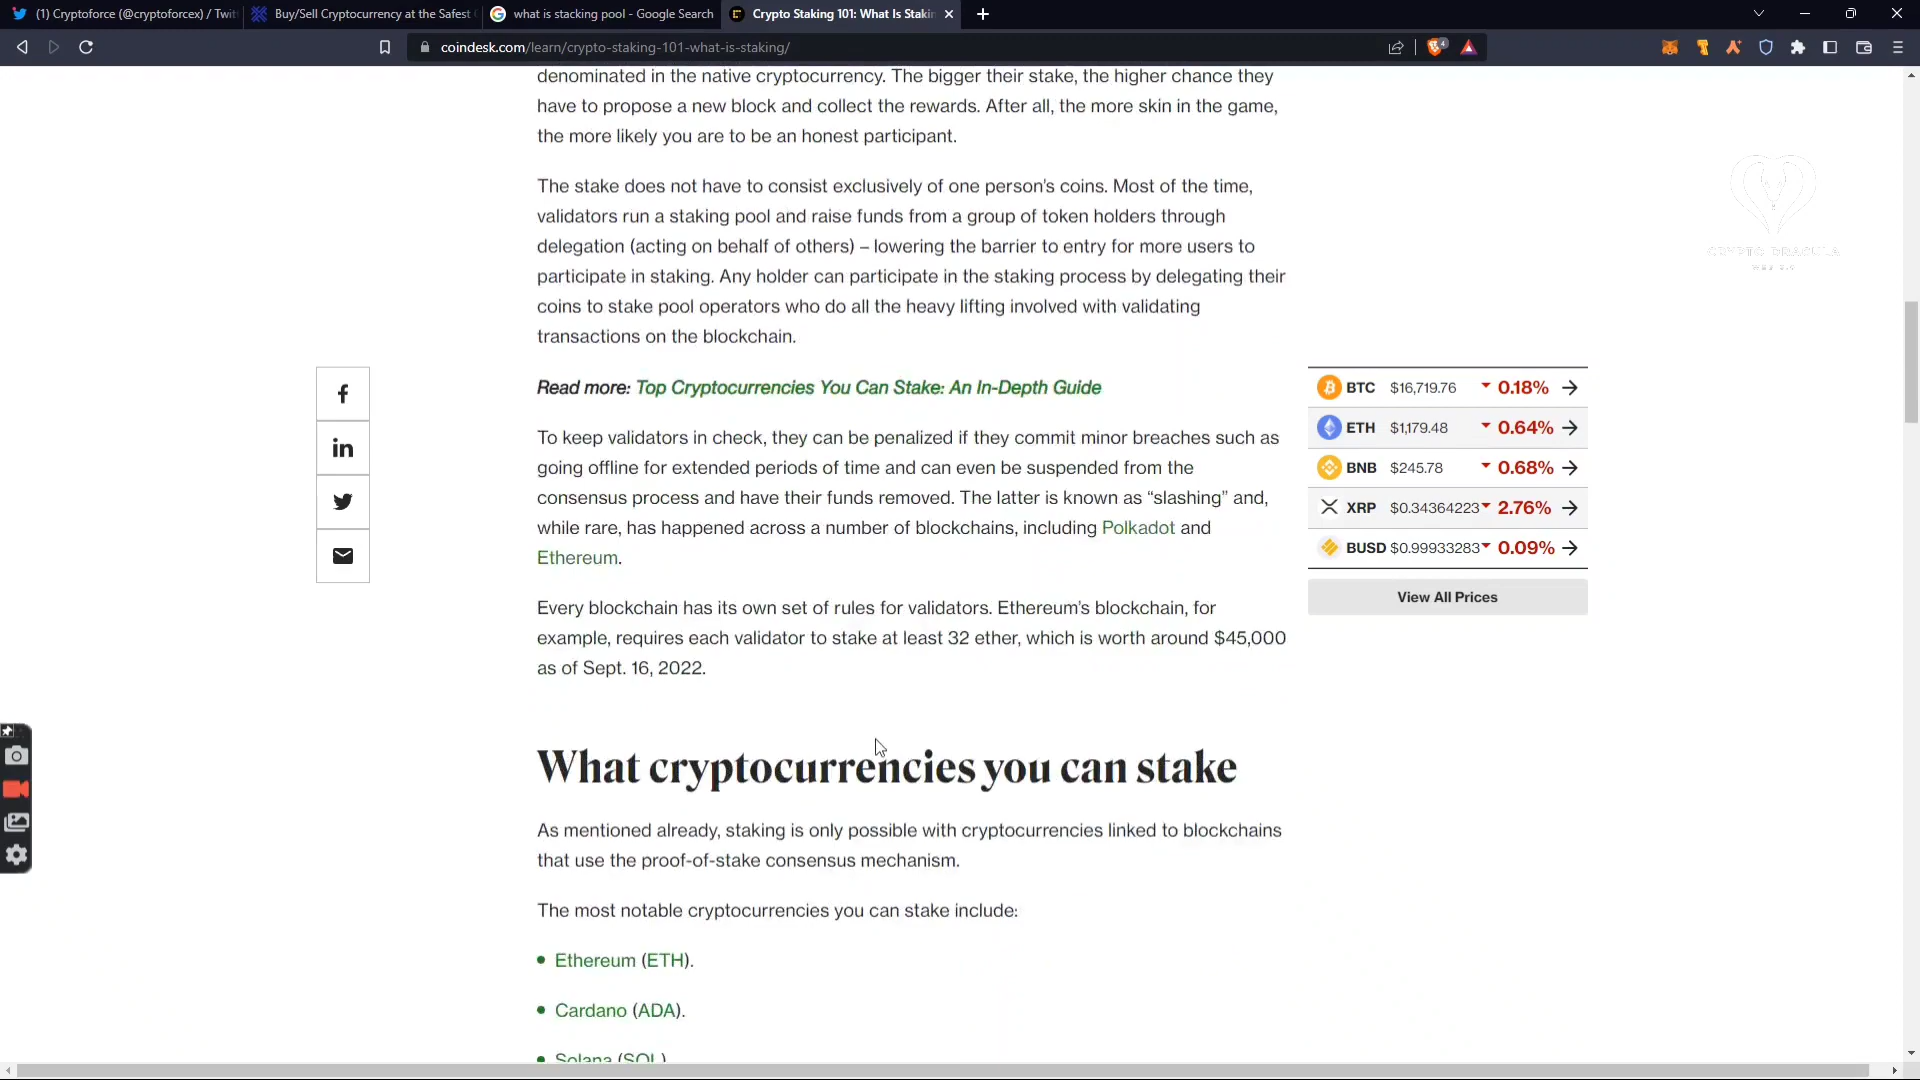 (1) Cryptoforce (@cryptoforcex) / Twit
Buy/Sell Cryptocurrency at the Safest
what is stacking pool - Google Search
Crypto Staking 101: What Is Stakin
coindesk.com/learn/crypto-staking-101-what-is-staking/
4
denominated in the native cryptocurrency. The bigger their stake, the higher chance they
have to propose a new block and collect the rewards. After all, the more skin in the game,
the more likely you are to be an honest participant.
The stake does not have to consist exclusively of one person's coins. Most of the time,
validators run a staking pool and raise funds from a group of token holders through
delegation (acting on behalf of others) – lowering the barrier to entry for more users to
participate in staking. Any holder can participate in the staking process by delegating their
coins to stake pool operators who do all the heavy lifting involved with validating
transactions on the blockchain.
Read more: Top Cryptocurrencies You Can Stake: An In-Depth Guide
To keep validators in check, they can be penalized if they commit minor breaches such as
going offline for extended periods of time and can even be suspended from the
consensus process and have their funds removed. The latter is known as “slashing” and,
while rare, has happened across a number of blockchains, including Polkadot and
Ethereum.
Every blockchain has its own set of rules for validators. Ethereum's blockchain, for
example, requires each validator to stake at least 32 ether, which is worth around $45,000
as of Sept. 16, 2022.
What cryptocurrencies you can stake
As mentioned already, staking is only possible with cryptocurrencies linked to blockchains
that use the proof-of-stake consensus mechanism.
The most notable cryptocurrencies you can stake include:
Ethereum (ETH).
Cardano (ADA).
Solana (SOL)
CRYPTO DRACULA
WEB 3.0
BTC $16,719.76 0.18%
ETH $1,179.48 0.64%
BNB $245.78 0.68%
XRP $0.34364223 2.76%
BUSD $0.99933283 0.09%
View All Prices